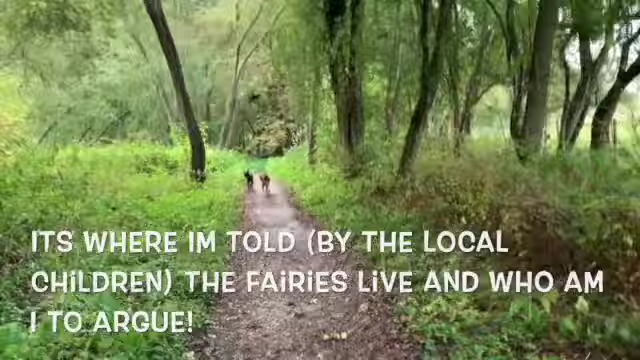 ITS WHERE IM TOLD (BY THE LOCAL
CHILDREN) THE FAIRIES LIVE AND WHO AM
I TO ARGUE!